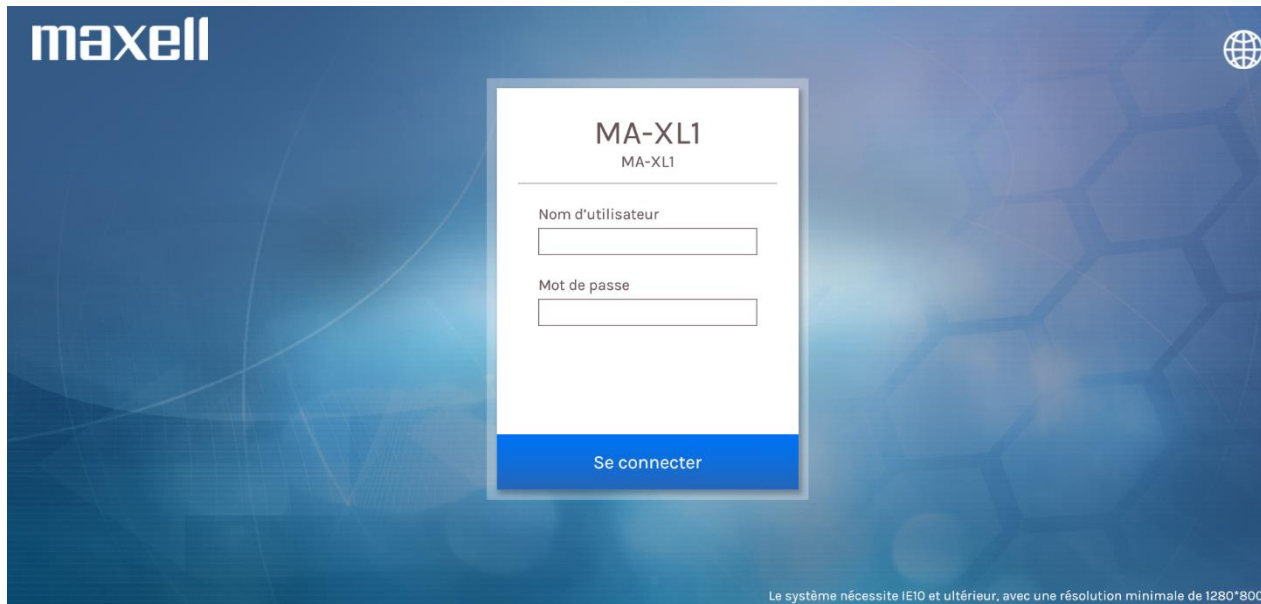 maxell
MA-XL1
MA-XL1
Nom d'utilisateur
Mot de passe
Se connecter
Le système nécessite IE10 et ultérieur, avec une résolution minimale de 1280*800